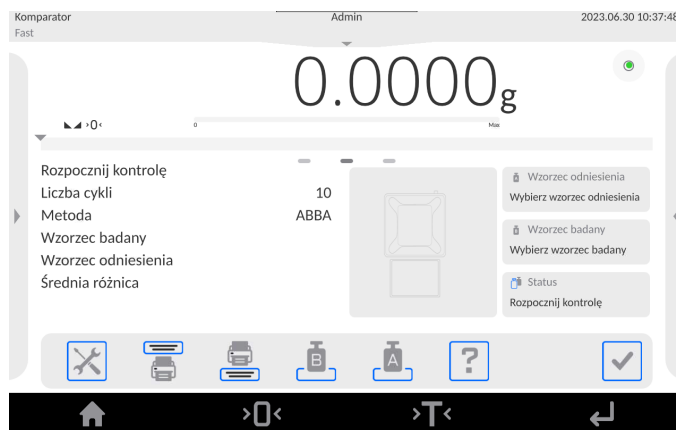 Komparator
Admin
2023.06.30 10:37:48
Fast
0.0000g
>0<
0
Max
Rozpocznij kontrolę
Liczba cykli 10
Metoda ABBA
Wzorzec badany
Wzorzec odniesienia
Średnia różnica
Wzorzec odniesienia
Wybierz wzorzec odniesienia
Wzorzec badany
Wybierz wzorzec badany
Status
Rozpocznij kontrolę
B
A
?
>0<
>T<